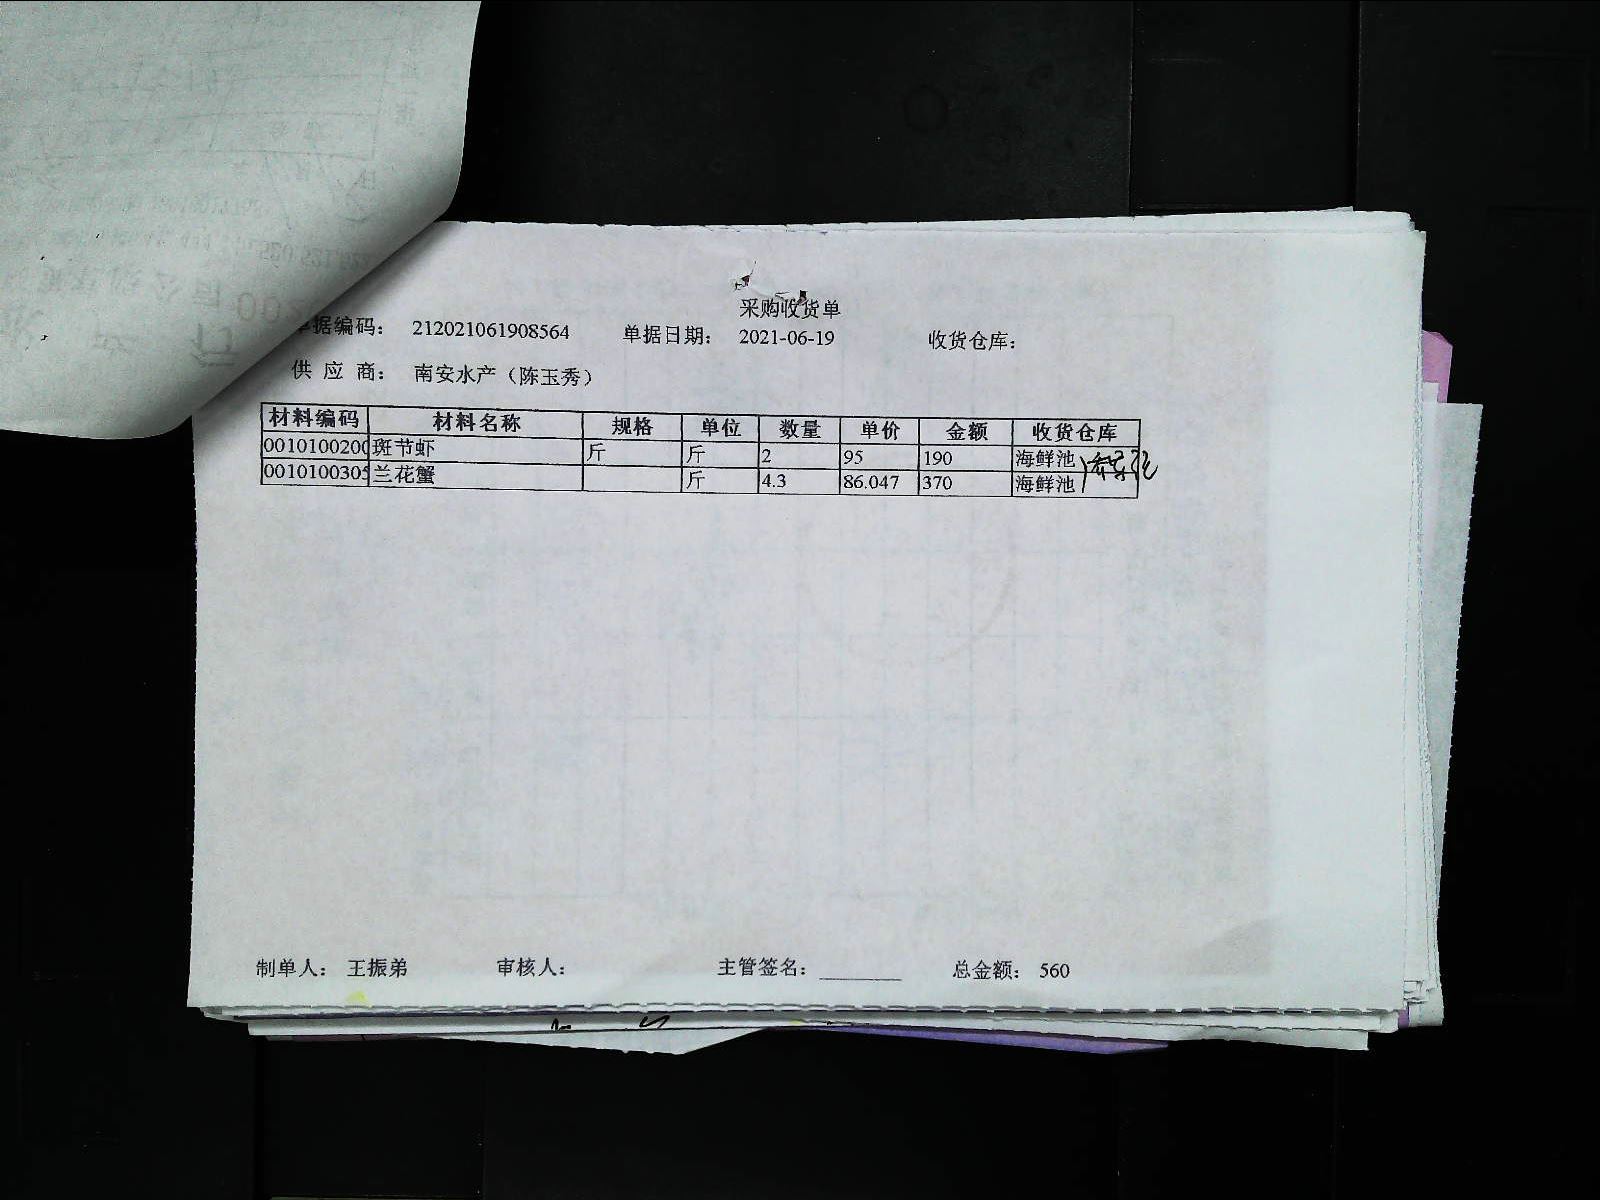 采购收货单
单据编码： 212021061908564 单据日期： 2021-06-19 收货仓库：
供 应 商： 南安水产（陈玉秀）
材料编码 材料名称 规格 单位 数量 单价 金额 收货仓库
0010100200 斑节虾 斤 斤 2 95 190 海鲜池
0010100305 兰花蟹 斤 4.3 86.047 370 海鲜池
制单人： 王振弟 审核人： 主管签名： 总金额： 560